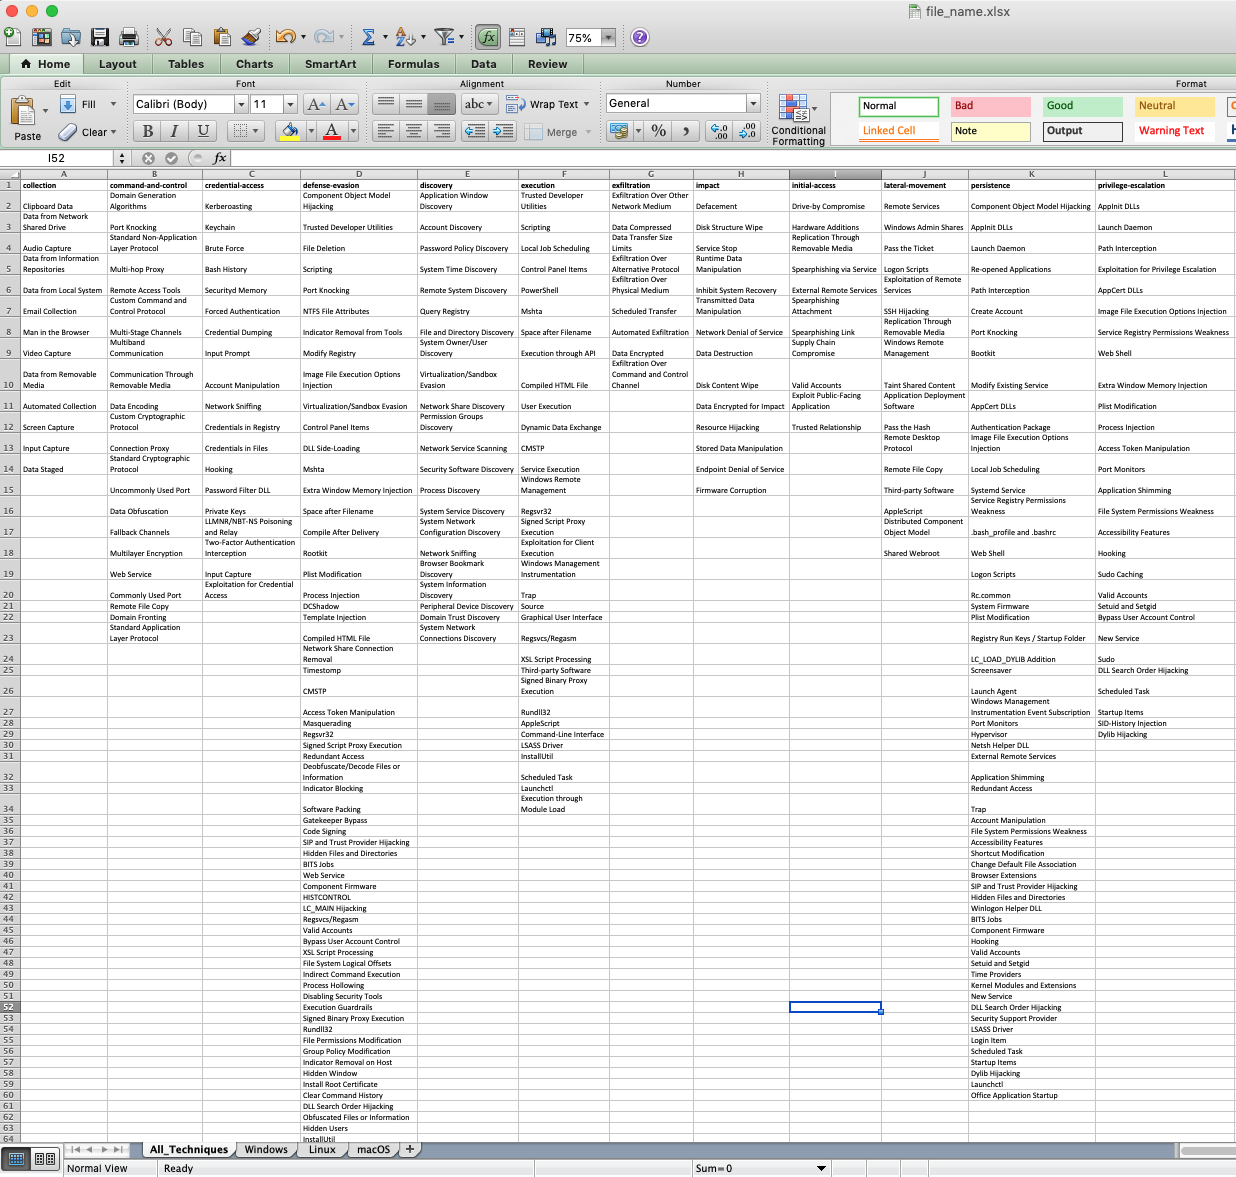 file_name.xlsx
75%
Home Layout Tables Charts SmartArt Formulas Data Review
Edit Font Alignment Number Format
Fill Calibri (Body) 11 A A abc Wrap Text General Normal Bad Good Neutral
Paste Clear B I U A Merge % Conditional Formatting Linked Cell Note Output Warning Text
I52 fx
A B C D E F G H I J K L
1 collection command-and-control credential-access defense-evasion discovery execution exfiltration impact initial-access lateral-movement persistence privilege-escalation
2 Clipboard Data Domain Generation Algorithms Kerberoasting Component Object Model Hijacking Application Window Discovery Trusted Developer Utilities Exfiltration Over Other Network Medium Defacement Drive-by Compromise Remote Services Component Object Model Hijacking AppInit DLLs
3 Data from Network Shared Drive Port Knocking Keychain Trusted Developer Utilities Account Discovery Scripting Data Compressed Disk Structure Wipe Hardware Additions Windows Admin Shares AppInit DLLs Launch Daemon
4 Audio Capture Standard Non-Application Layer Protocol Brute Force File Deletion Password Policy Discovery Local Job Scheduling Data Transfer Size Limits Service Stop Replication Through Removable Media Pass the Ticket Launch Daemon Path Interception
5 Data from Information Repositories Multi-hop Proxy Bash History Scripting System Time Discovery Control Panel Items Exfiltration Over Alternative Protocol Runtime Data Manipulation Spearphishing via Service Logon Scripts Re-opened Applications Exploitation for Privilege Escalation
6 Data from Local System Remote Access Tools Securityd Memory Port Knocking Remote System Discovery PowerShell Exfiltration Over Physical Medium Inhibit System Recovery External Remote Services Exploitation of Remote Services Path Interception AppCert DLLs
7 Email Collection Custom Command and Control Protocol Forced Authentication NTFS File Attributes Query Registry Mshta Scheduled Transfer Transmitted Data Manipulation Spearphishing Attachment SSH Hijacking Create Account Image File Execution Options Injection
8 Man in the Browser Multi-Stage Channels Credential Dumping Indicator Removal from Tools File and Directory Discovery Space after Filename Automated Exfiltration Network Denial of Service Spearphishing Link Replication Through Removable Media Port Knocking Service Registry Permissions Weakness
9 Video Capture Multiband Communication Input Prompt Modify Registry System Owner/User Discovery Execution through API Data Encrypted Data Destruction Supply Chain Compromise Windows Remote Management Bootkit Web Shell
10 Data from Removable Media Communication Through Removable Media Account Manipulation Image File Execution Options Injection Virtualization/Sandbox Evasion Compiled HTML File Exfiltration Over Command and Control Channel Disk Content Wipe Valid Accounts Taint Shared Content Modify Existing Service Extra Window Memory Injection
11 Automated Collection Data Encoding Network Sniffing Virtualization/Sandbox Evasion Network Share Discovery User Execution Data Encrypted for Impact Exploit Public-Facing Application Application Deployment Software AppCert DLLs Plist Modification
12 Screen Capture Custom Cryptographic Protocol Credentials in Registry Control Panel Items Permission Groups Discovery Dynamic Data Exchange Resource Hijacking Trusted Relationship Pass the Hash Authentication Package Process Injection
13 Input Capture Connection Proxy Credentials in Files DLL Side-Loading Network Service Scanning CMSTP Stored Data Manipulation Remote Desktop Protocol Image File Execution Options Injection Access Token Manipulation
14 Data Staged Standard Cryptographic Protocol Hooking Mshta Security Software Discovery Service Execution Endpoint Denial of Service Remote File Copy Local Job Scheduling Port Monitors
15 Uncommonly Used Port Password Filter DLL Extra Window Memory Injection Process Discovery Windows Remote Management Firmware Corruption Third-party Software Systemd Service Application Shimming
16 Data Obfuscation Private Keys Space after Filename System Service Discovery Regsvr32 AppleScript Service Registry Permissions Weakness File System Permissions Weakness
17 Fallback Channels LLMNR/NBT-NS Poisoning and Relay Compile After Delivery System Network Configuration Discovery Signed Script Proxy Execution Distributed Component Object Model .bash_profile and .bashrc Accessibility Features
18 Multilayer Encryption Two-Factor Authentication Interception Rootkit Network Sniffing Exploitation for Client Execution Shared Webroot Web Shell Hooking
19 Web Service Input Capture Plist Modification Browser Bookmark Discovery Windows Management Instrumentation Logon Scripts Sudo Caching
20 Commonly Used Port Exploitation for Credential Access Process Injection System Information Discovery Trap Rc.common Valid Accounts
21 Remote File Copy DCShadow Peripheral Device Discovery Source System Firmware Setuid and Setgid
22 Domain Fronting Template Injection Domain Trust Discovery Graphical User Interface Plist Modification Bypass User Account Control
23 Standard Application Layer Protocol Compiled HTML File System Network Connections Discovery Regsvcs/Regasm Registry Run Keys / Startup Folder New Service
24 Network Share Connection Removal XSL Script Processing LC_LOAD_DYLIB Addition Sudo
25 Timestomp Third-party Software Screensaver DLL Search Order Hijacking
26 CMSTP Signed Binary Proxy Execution Launch Agent Scheduled Task
27 Access Token Manipulation Rundll32 Windows Management Instrumentation Event Subscription Startup Items
28 Masquerading AppleScript Port Monitors SID-History Injection
29 Regsvr32 Command-Line Interface Hypervisor Dylib Hijacking
30 Signed Script Proxy Execution LSASS Driver Netsh Helper DLL
31 Redundant Access InstallUtil External Remote Services
32 Deobfuscate/Decode Files or Information Scheduled Task Application Shimming
33 Indicator Blocking Launchctl Redundant Access
34 Software Packing Execution through Module Load Trap
35 Gatekeeper Bypass Account Manipulation
36 Code Signing File System Permissions Weakness
37 SIP and Trust Provider Hijacking Accessibility Features
38 Hidden Files and Directories Shortcut Modification
39 BITS Jobs Change Default File Association
40 Web Service Browser Extensions
41 Component Firmware SIP and Trust Provider Hijacking
42 HISTCONTROL Hidden Files and Directories
43 LC_MAIN Hijacking Winlogon Helper DLL
44 Regsvcs/Regasm BITS Jobs
45 Valid Accounts Component Firmware
46 Bypass User Account Control Hooking
47 XSL Script Processing Valid Accounts
48 File System Logical Offsets Setuid and Setgid
49 Indirect Command Execution Time Providers
50 Process Hollowing Kernel Modules and Extensions
51 Disabling Security Tools New Service
52 Execution Guardrails DLL Search Order Hijacking
53 Signed Binary Proxy Execution Security Support Provider
54 Rundll32 LSASS Driver
55 File Permissions Modification Login Item
56 Group Policy Modification Scheduled Task
57 Indicator Removal on Host Startup Items
58 Hidden Window Dylib Hijacking
59 Install Root Certificate Launchctl
60 Clear Command History Office Application Startup
61 DLL Search Order Hijacking
62 Obfuscated Files or Information
63 Hidden Users
64 InstallUtil
All_Techniques Windows Linux macOS +
Normal View Ready Sum=0